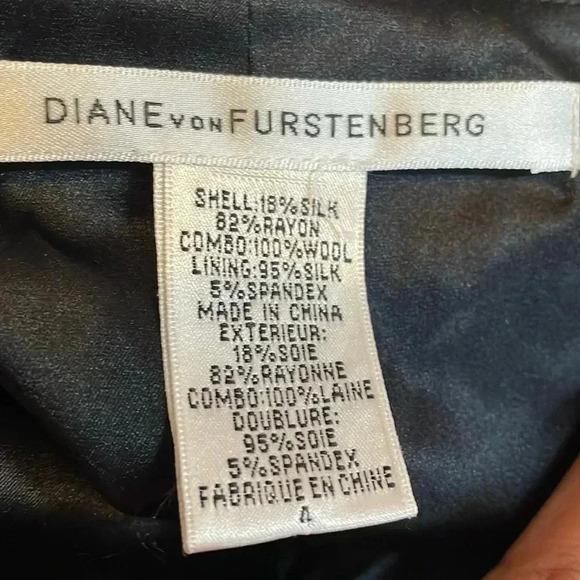 DIANE VON FURSTENBERG
SHELL:18%SILK
82%RAYON
COMBO:100%WOOL
LINING:95%SILK
5%SPANDEX
MADE IN CHINA
EXTERIEUR:
18%SOIE
82%RAYONNE
COMBO:100%LAINE
DOUBLURE:
95%SOIE
5%SPANDEX
FABRIQUE EN CHINE
4